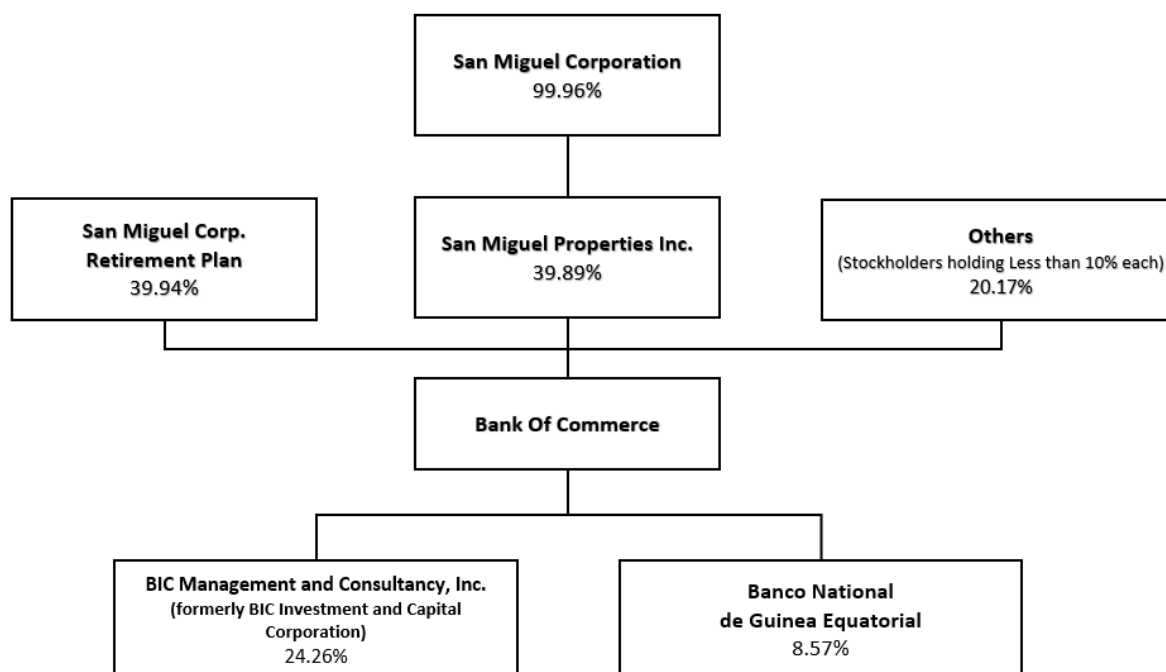 San Miguel Corporation
99.96%
San Miguel Corp.
Retirement Plan
39.94%
San Miguel Properties Inc.
39.89%
Others
(Stockholders holding Less than 10% each)
20.17%
Bank Of Commerce
BIC Management and Consultancy, Inc.
(formerly BIC Investment and Capital
Corporation)
24.26%
Banco National
de Guinea Equatorial
8.57%